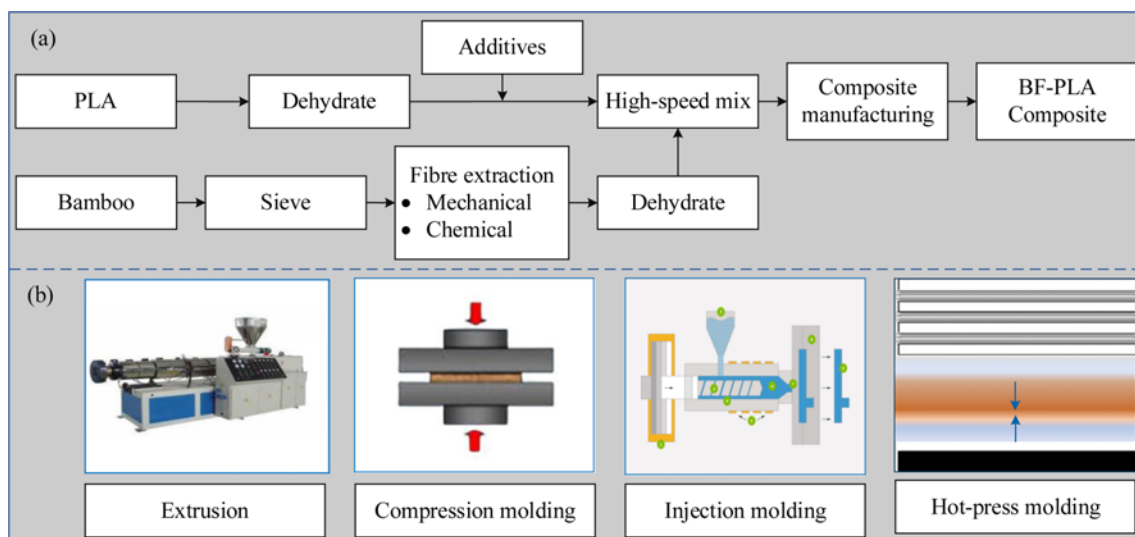 (a)
Additives
PLA
Dehydrate
High-speed mix
Composite
manufacturing
BF-PLA
Composite
Bamboo
Sieve
Fibre extraction
• Mechanical
• Chemical
Dehydrate
(b)
Extrusion
Compression molding
Injection molding
Hot-press molding